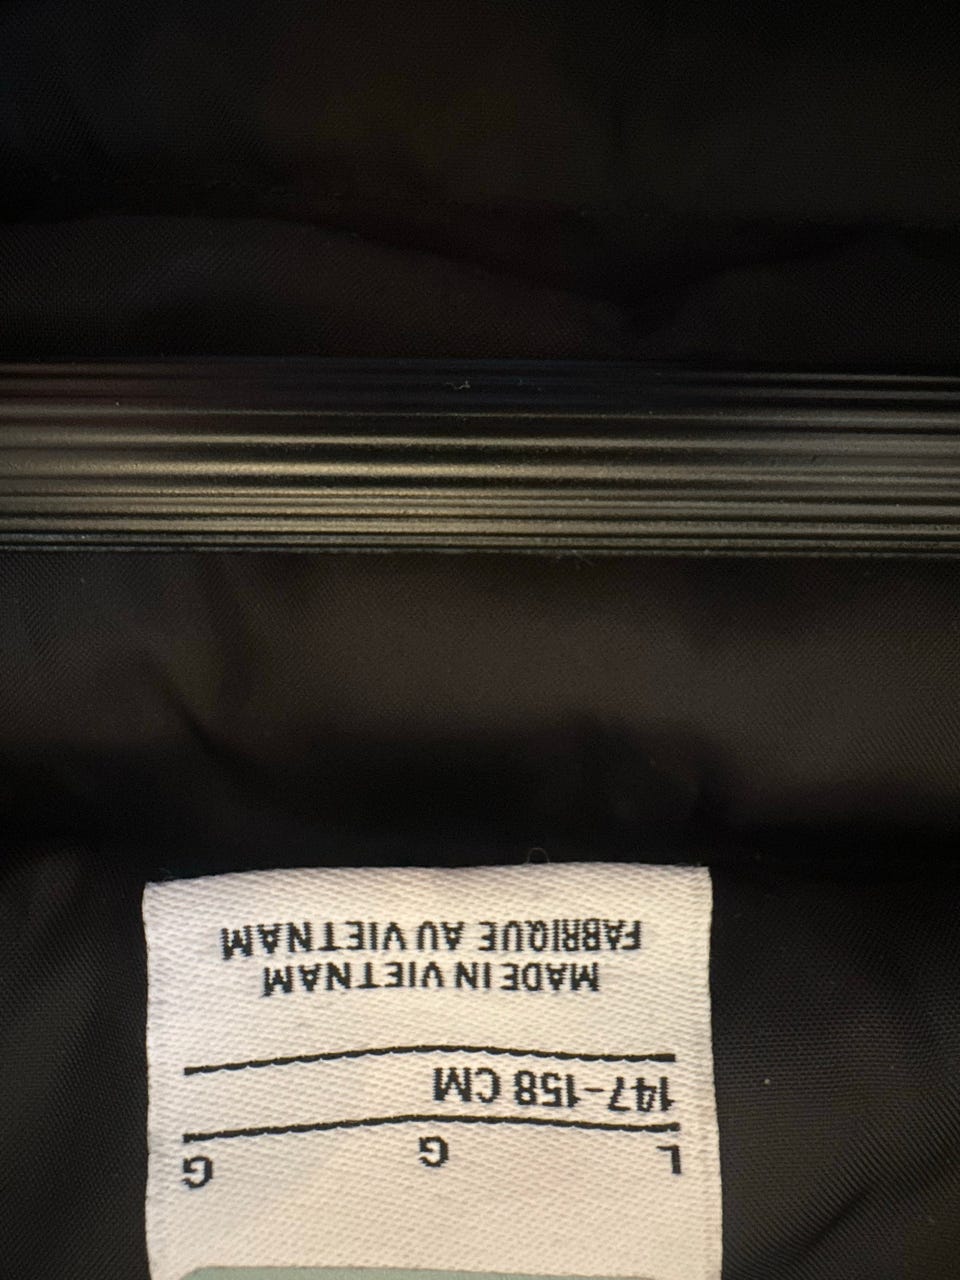 L G G
147-158 CM
MADE IN VIETNAM
FABRIQUE AU VIETNAM